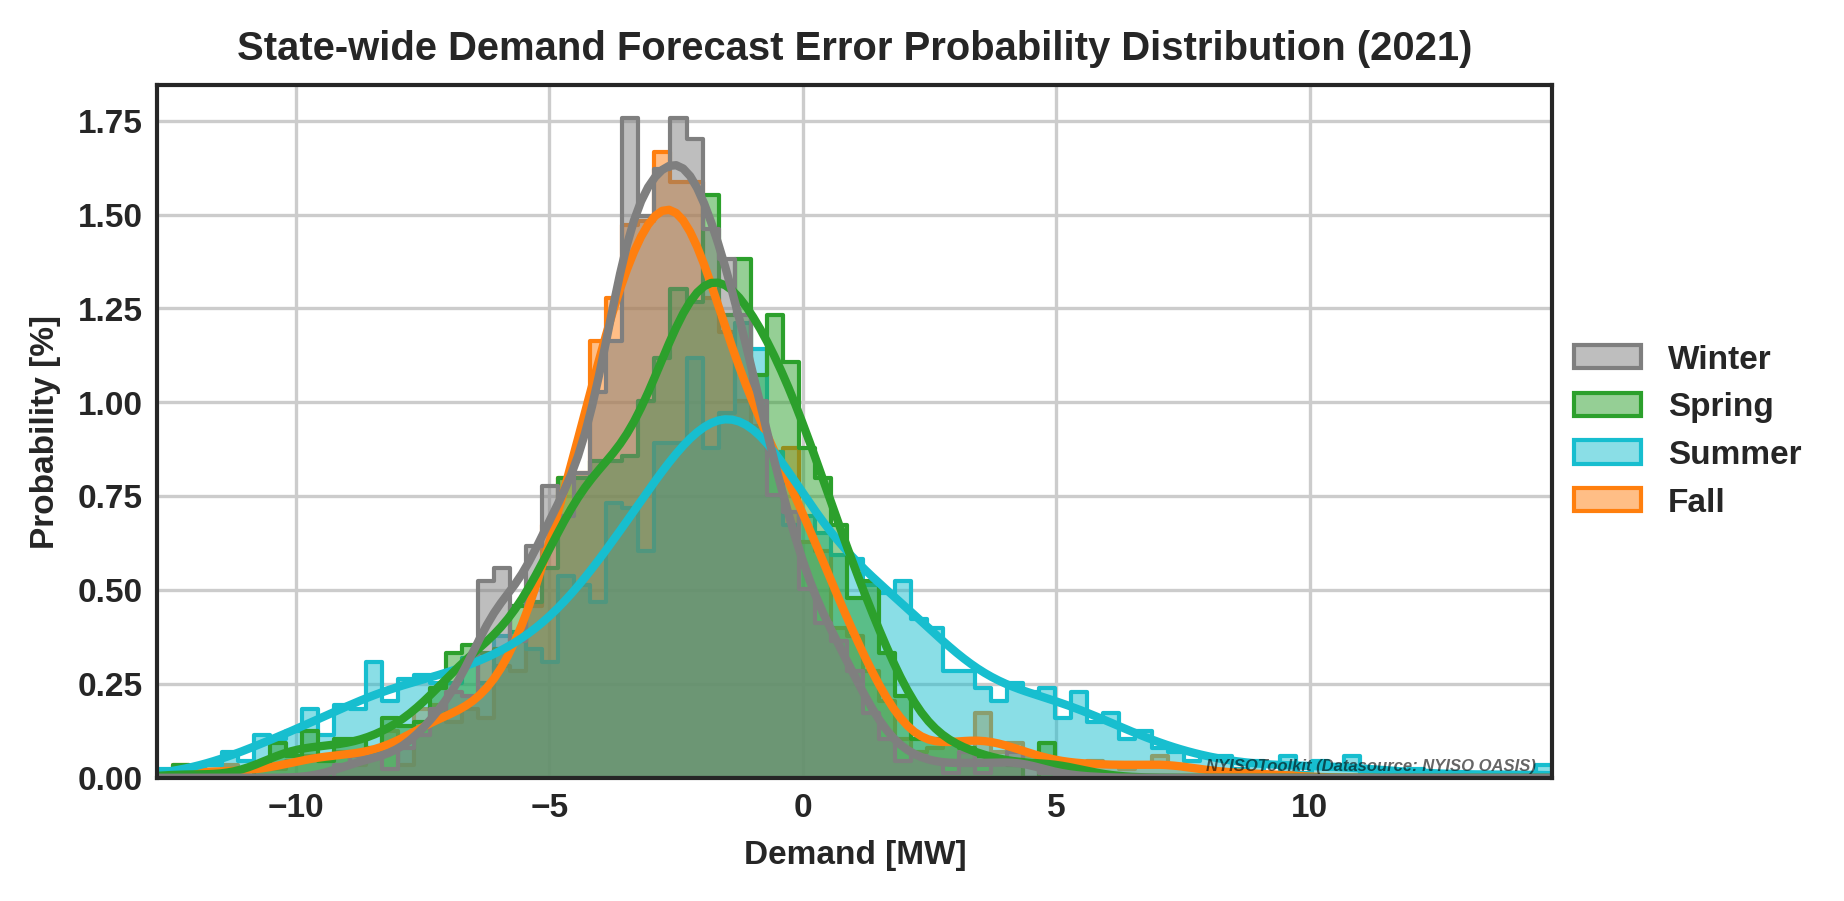 State-wide Demand Forecast Error Probability Distribution (2021)
1.75
1.50
1.25
1.00
0.75
0.50
0.25
0.00
Probability [%]
−10
−5
0
5
10
Demand [MW]
Winter
Spring
Summer
Fall
NYISOToolkit (Datasource: NYISO OASIS)